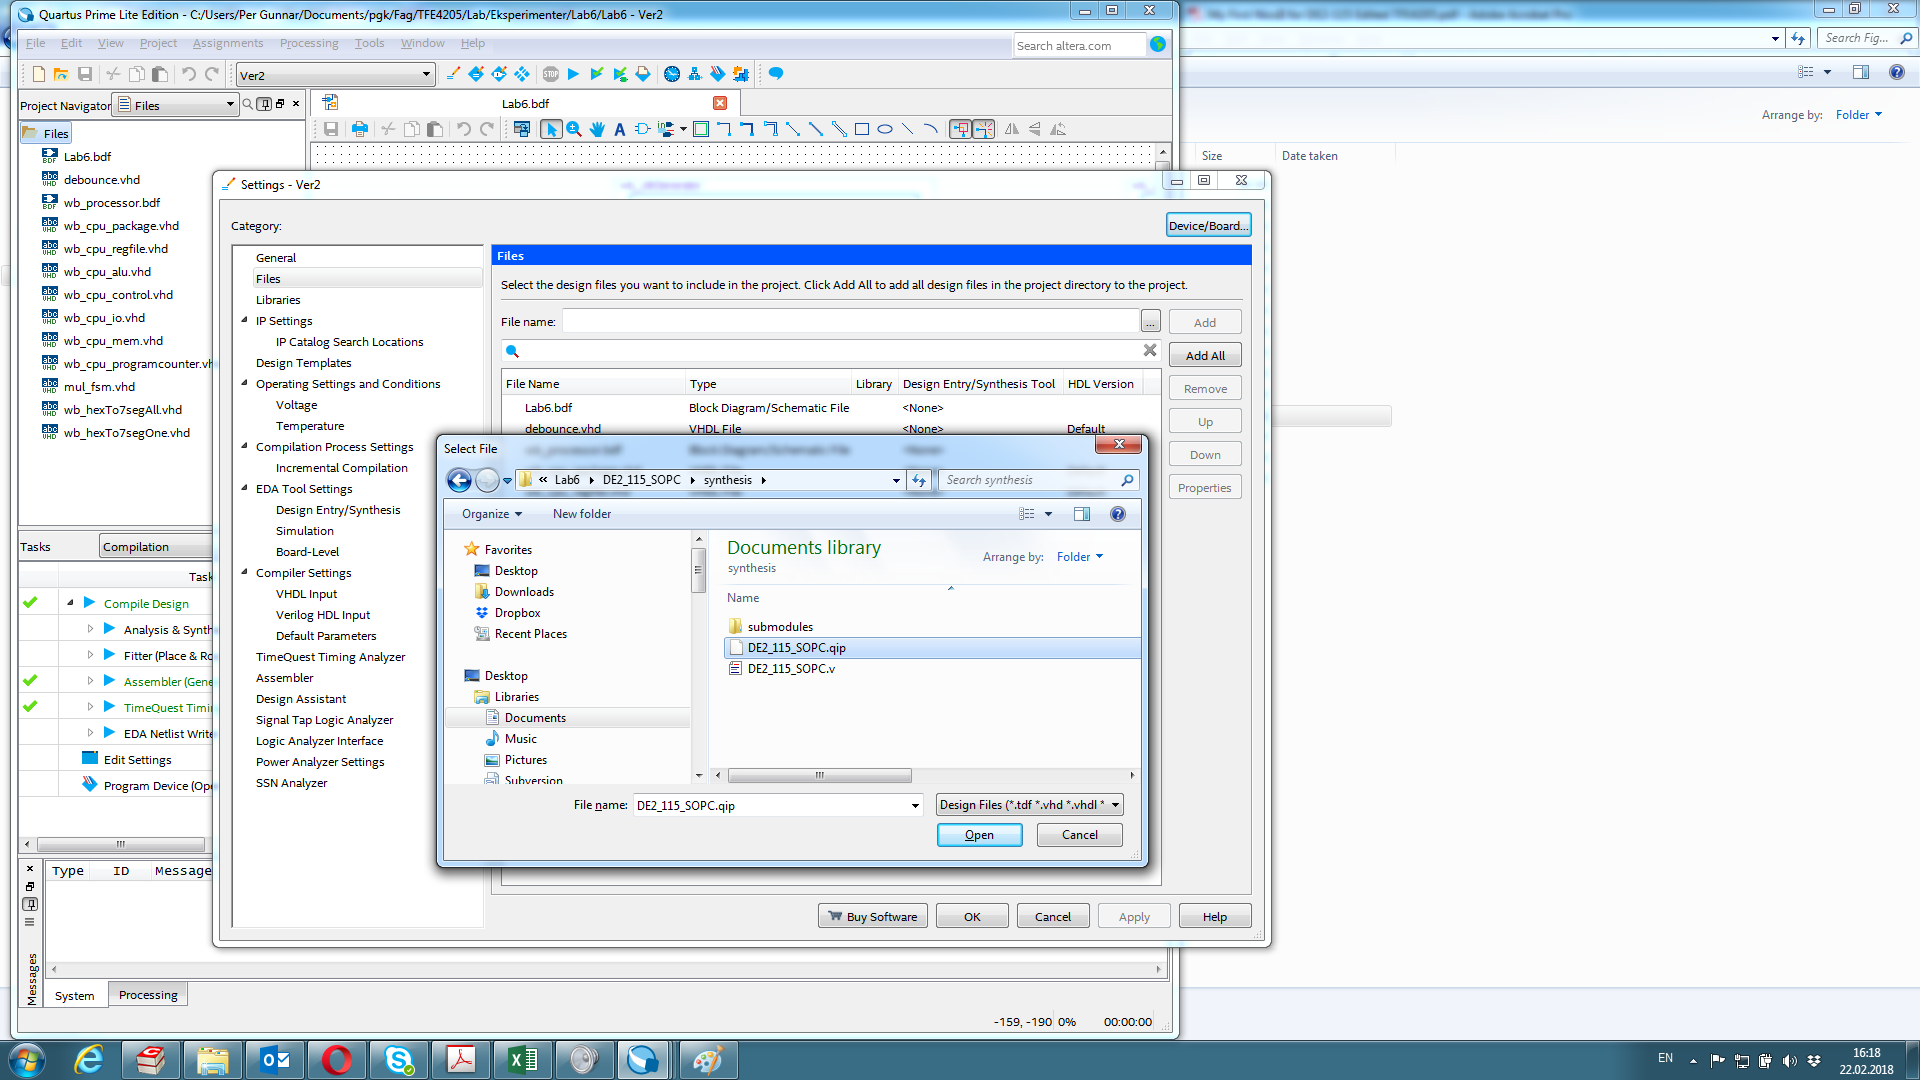 Quartus Prime Lite Edition - C:/Users/Per Gunnar/Documents/pgk/Fag/TFE4205/Lab/Eksperimenter/Lab6/Lab6 - Ver2
File Edit View Project Assignments Processing Tools Window Help
Search altera.com
Search Fig...
Ver2
Project Navigator Files
Lab6.bdf
Arrange by: Folder
Size Date taken
Files
Lab6.bdf
debounce.vhd
wb_processor.bdf
wb_cpu_package.vhd
wb_cpu_regfile.vhd
wb_cpu_alu.vhd
wb_cpu_control.vhd
wb_cpu_io.vhd
wb_cpu_mem.vhd
wb_cpu_programcounter.vh
mul_fsm.vhd
wb_hexTo7segAll.vhd
wb_hexTo7segOne.vhd
Tasks Compilation
Task
Compile Design
Analysis & Synth
Fitter (Place & Ro
Assembler (Gene
TimeQuest Timi
EDA Netlist Write
Edit Settings
Program Device (Ope
Type ID Message
Messages
System Processing
-159, -190 0% 00:00:00
Settings - Ver2
Category:
Device/Board...
General
Files
Libraries
IP Settings
IP Catalog Search Locations
Design Templates
Operating Settings and Conditions
Voltage
Temperature
Compilation Process Settings
Incremental Compilation
EDA Tool Settings
Design Entry/Synthesis
Simulation
Board-Level
Compiler Settings
VHDL Input
Verilog HDL Input
Default Parameters
TimeQuest Timing Analyzer
Assembler
Design Assistant
Signal Tap Logic Analyzer
Logic Analyzer Interface
Power Analyzer Settings
SSN Analyzer
Files
Select the design files you want to include in the project. Click Add All to add all design files in the project directory to the project.
File name: ... Add
Add All
Remove
Up
Down
Properties
File Name Type Library Design Entry/Synthesis Tool HDL Version
Lab6.bdf Block Diagram/Schematic File <None>
debounce.vhd VHDL File <None> Default
Select File
« Lab6 DE2_115_SOPC synthesis
Search synthesis
Organize New folder
Favorites
Desktop
Downloads
Dropbox
Recent Places
Desktop
Libraries
Documents
Music
Pictures
Subversion
Documents library
synthesis
Arrange by: Folder
Name
submodules
DE2_115_SOPC.qip
DE2_115_SOPC.v
File name: DE2_115_SOPC.qip
Design Files (*.tdf *.vhd *.vhdl *
Open Cancel
Buy Software OK Cancel Apply Help
EN
16:18
22.02.2018